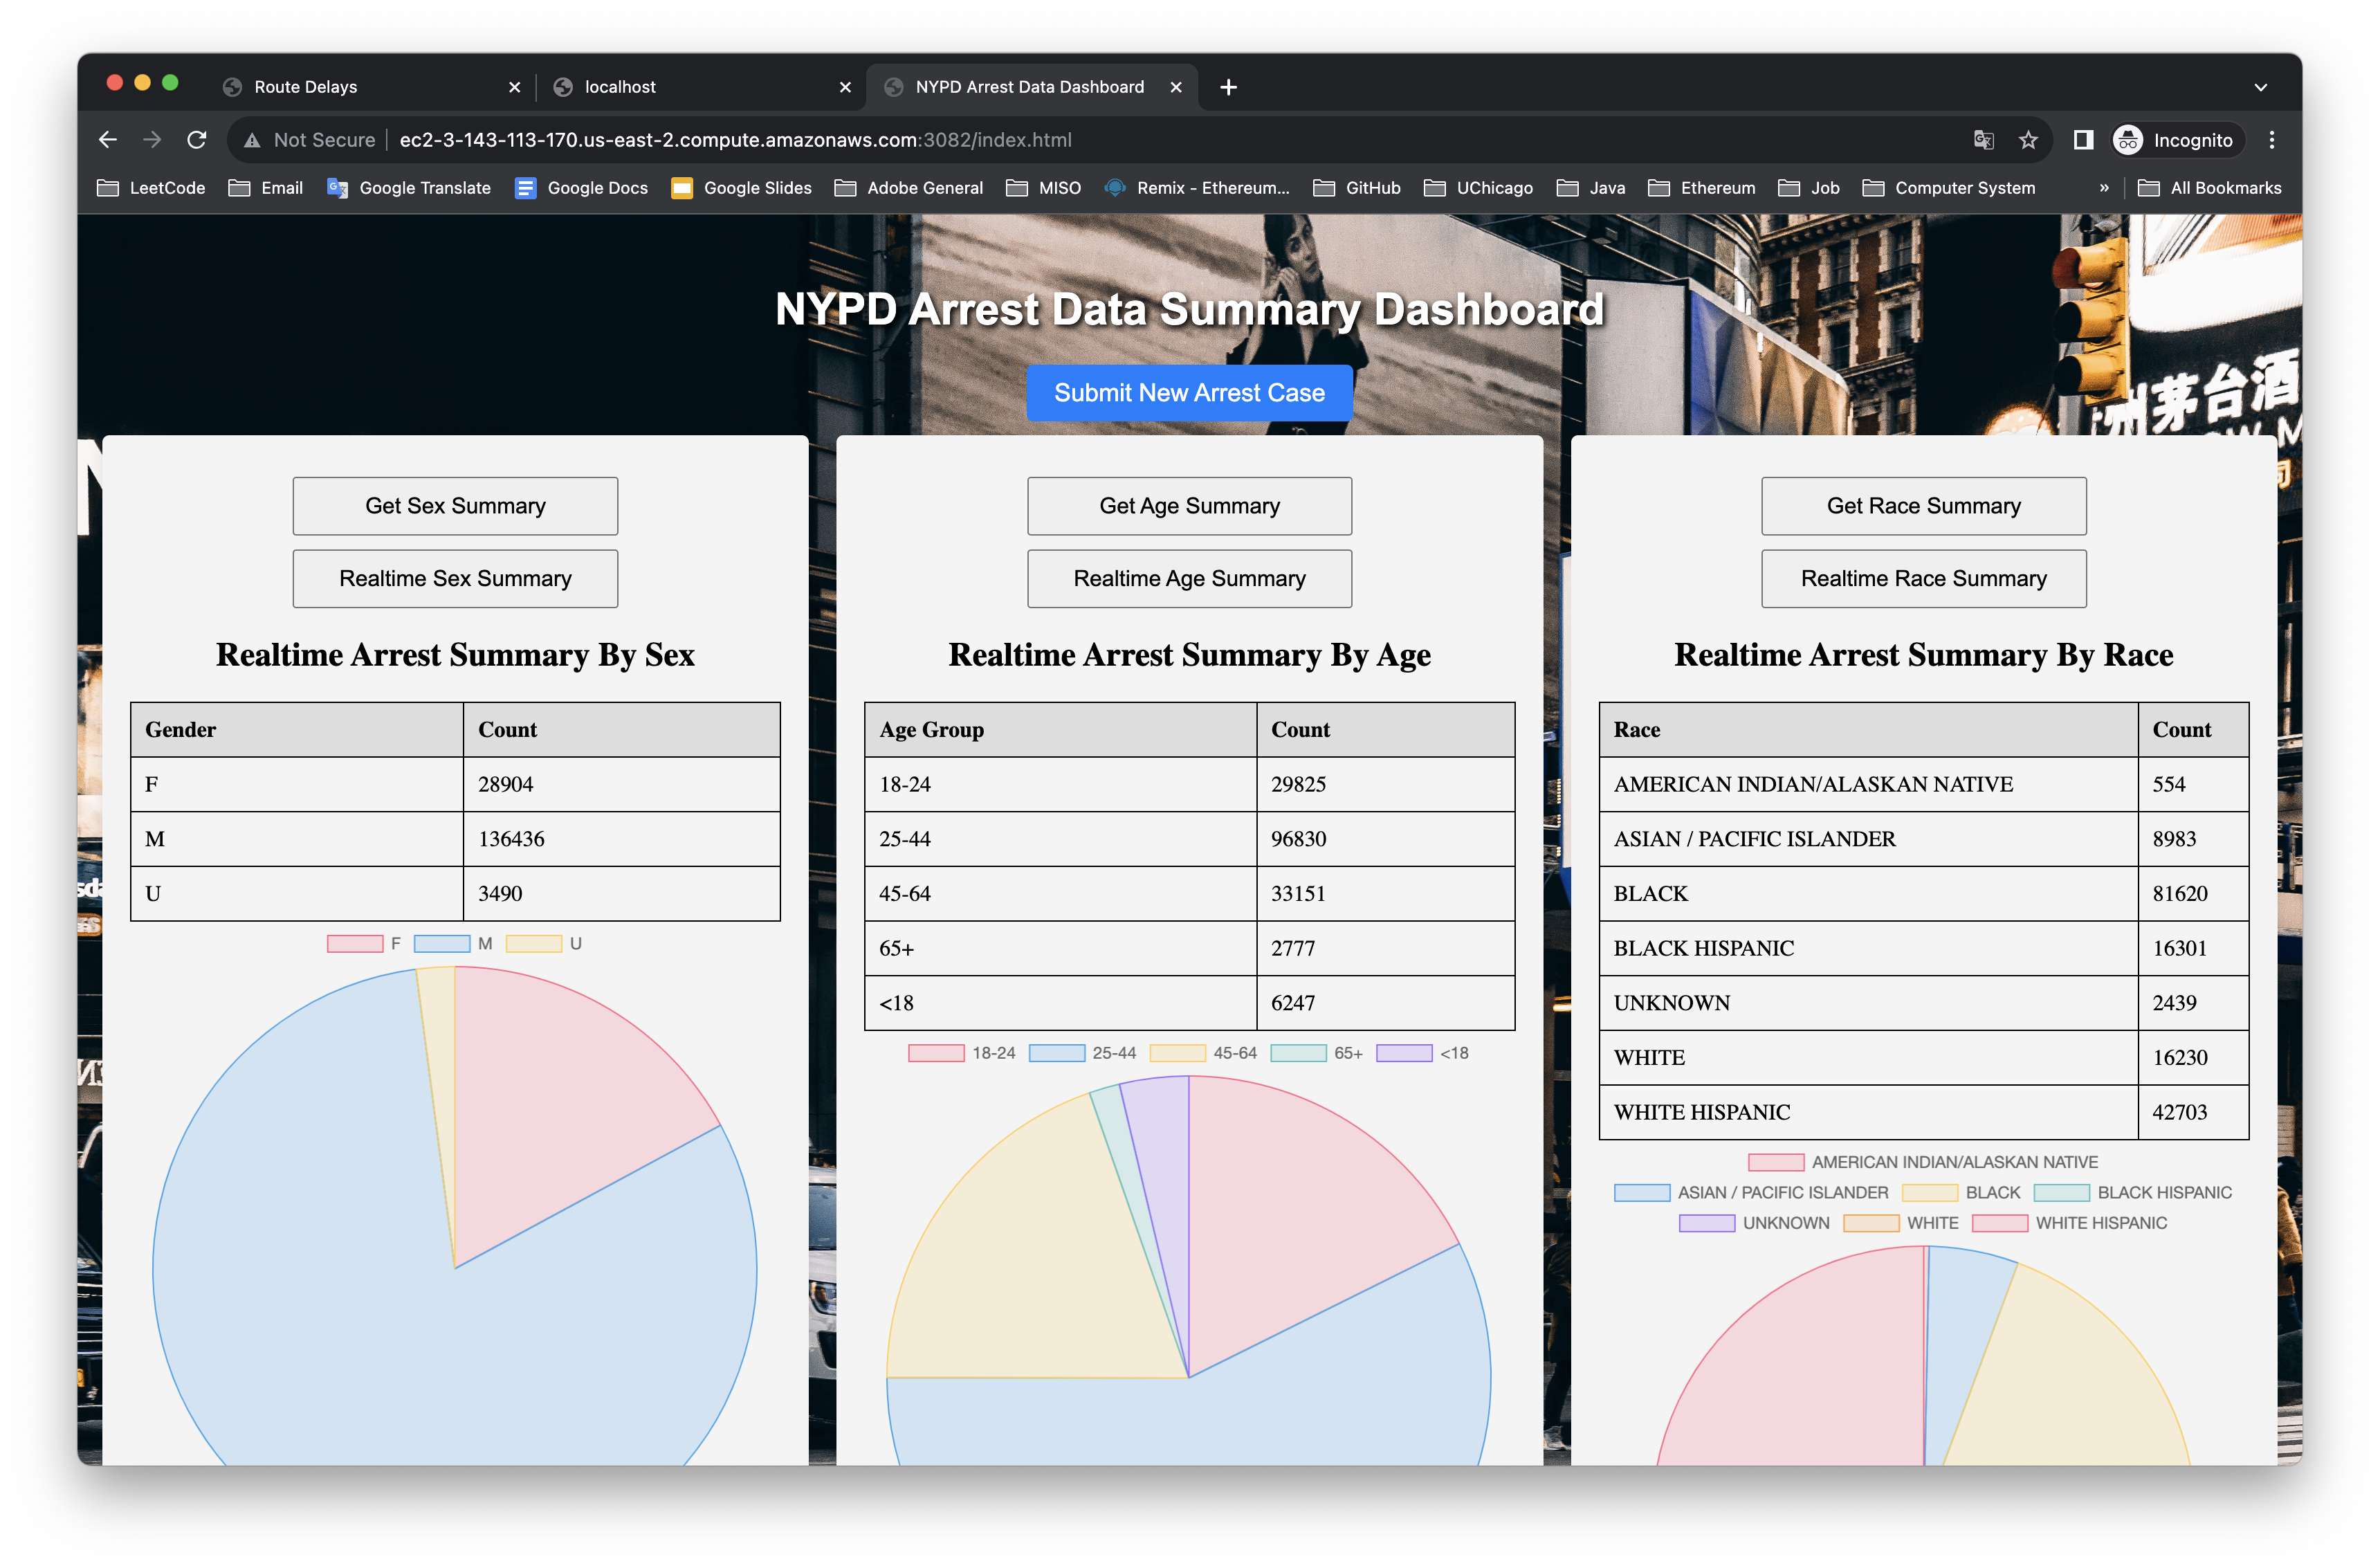 Route Delays
localhost
NYPD Arrest Data Dashboard
Not Secure
ec2-3-143-113-170.us-east-2.compute.amazonaws.com:3082/index.html
Incognito
LeetCode
Email
Google Translate
Google Docs
Google Slides
Adobe General
MISO
Remix - Ethereum...
GitHub
UChicago
Java
Ethereum
Job
Computer System
»
All Bookmarks
NYPD Arrest Data Summary Dashboard
Submit New Arrest Case
州茅台酒
Get Sex Summary
Realtime Sex Summary
Realtime Arrest Summary By Sex
Gender Count
F 28904
M 136436
U 3490
F M U
Get Age Summary
Realtime Age Summary
Realtime Arrest Summary By Age
Age Group Count
18-24 29825
25-44 96830
45-64 33151
65+ 2777
<18 6247
18-24 25-44 45-64 65+ <18
Get Race Summary
Realtime Race Summary
Realtime Arrest Summary By Race
Race Count
AMERICAN INDIAN/ALASKAN NATIVE 554
ASIAN / PACIFIC ISLANDER 8983
BLACK 81620
BLACK HISPANIC 16301
UNKNOWN 2439
WHITE 16230
WHITE HISPANIC 42703
AMERICAN INDIAN/ALASKAN NATIVE
ASIAN / PACIFIC ISLANDER BLACK BLACK HISPANIC
UNKNOWN WHITE WHITE HISPANIC